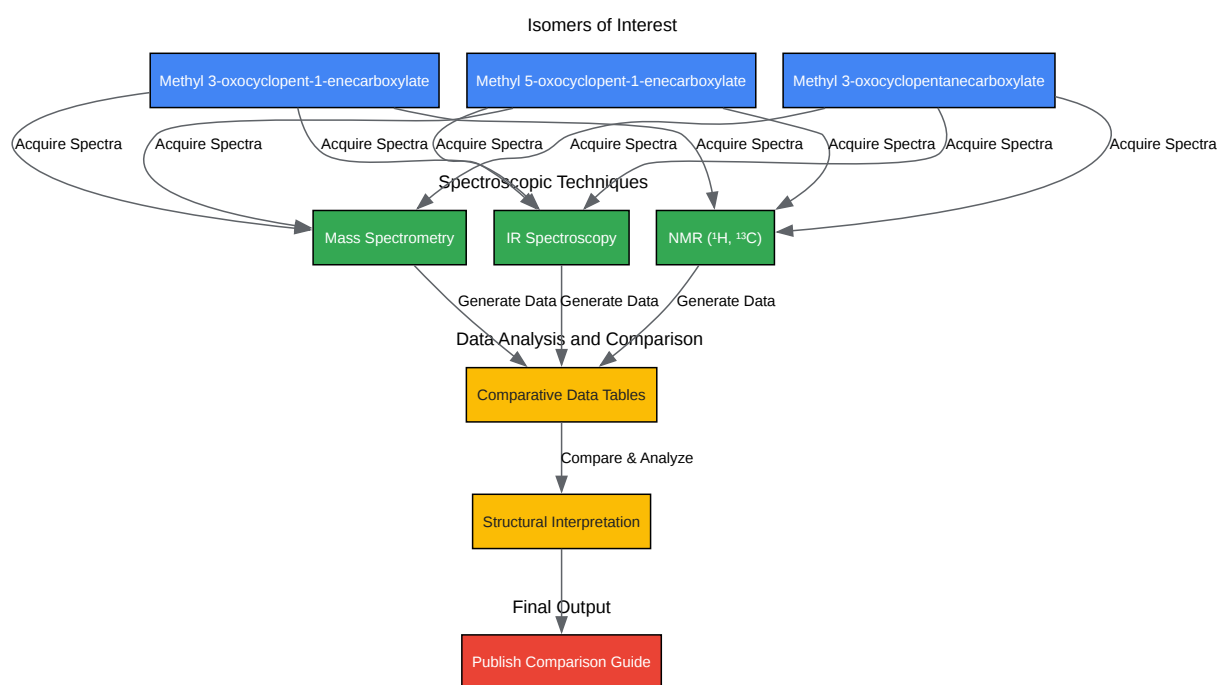 Isomers of Interest
Methyl 3-oxocyclopent-1-enecarboxylate
Methyl 5-oxocyclopent-1-enecarboxylate
Methyl 3-oxocyclopentanecarboxylate
Acquire Spectra
Acquire Spectra
Acquire Spectra
Acquire Spectra
Acquire Spectra
Acquire Spectra
Acquire Spectra
Acquire Spectra
Acquire Spectra
Spectroscopic Techniques
Mass Spectrometry
IR Spectroscopy
NMR (¹H, ¹³C)
Generate Data
Generate Data
Generate Data
Data Analysis and Comparison
Comparative Data Tables
Compare & Analyze
Structural Interpretation
Final Output
Publish Comparison Guide